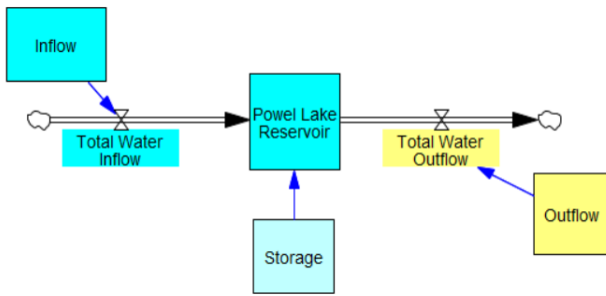 Inflow
Total Water
Inflow
Powel Lake
Reservoir
Total Water
Outflow
Outflow
Storage